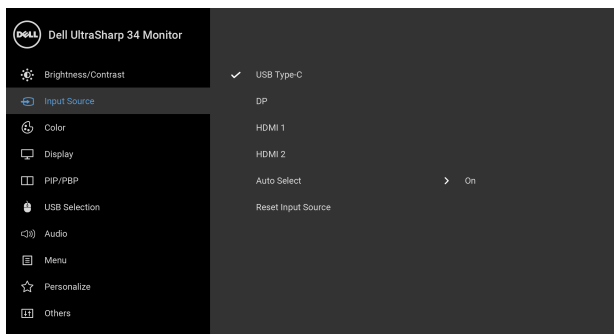 DELL Dell UltraSharp 34 Monitor
Brightness/Contrast
Input Source
Color
Display
PIP/PBP
USB Selection
Audio
Menu
Personalize
Others
USB Type-C
DP
HDMI 1
HDMI 2
Auto Select On
Reset Input Source